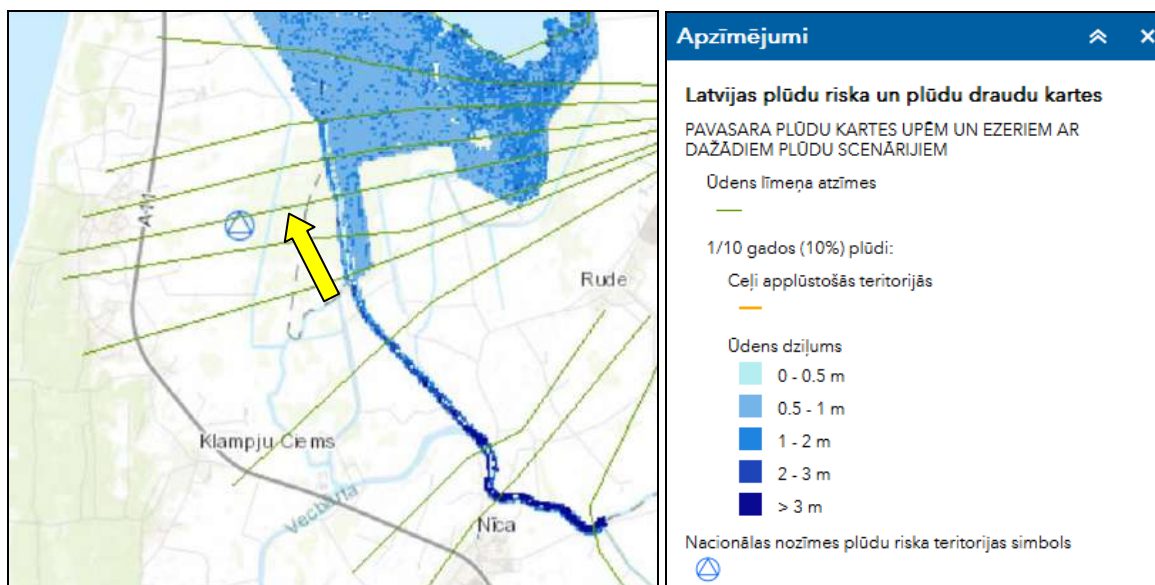 A-11
Rude
Klampju Ciems
Vecbārta
Nīca
Apzīmējumi
Latvijas plūdu riska un plūdu draudu kartes
PAVASARA PLŪDU KARTES UPĒM UN EZERIEM AR
DAŽĀDIEM PLŪDU SCENĀRIJIEM
Ūdens līmeņa atzīmes
1/10 gados (10%) plūdi:
Ceļi applūstošās teritorijās
Ūdens dziļums
0 - 0.5 m
0.5 - 1 m
1 - 2 m
2 - 3 m
> 3 m
Nacionālas nozīmes plūdu riska teritorijas simbols